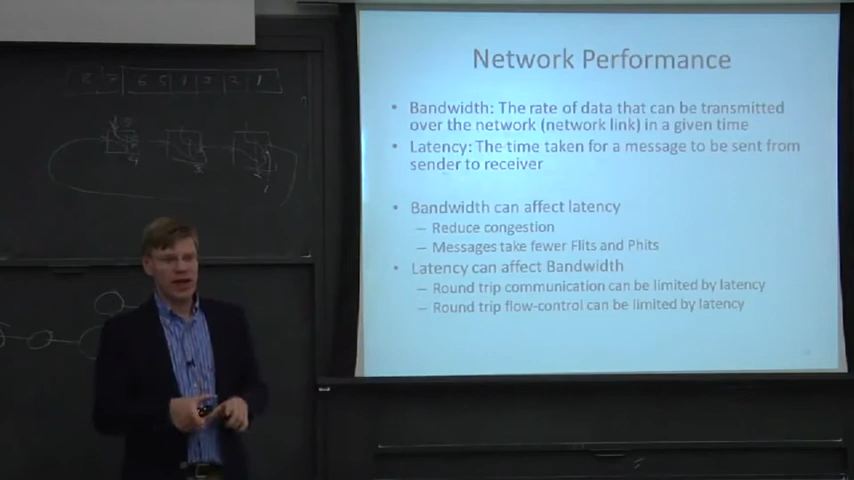 Network Performance
• Bandwidth: The rate of data that can be transmitted
over the network (network link) in a given time
• Latency: The time taken for a message to be sent from
sender to receiver
• Bandwidth can affect latency
– Reduce congestion
– Messages take fewer Flits and Phits
• Latency can affect Bandwidth
– Round trip communication can be limited by latency
– Round trip flow-control can be limited by latency